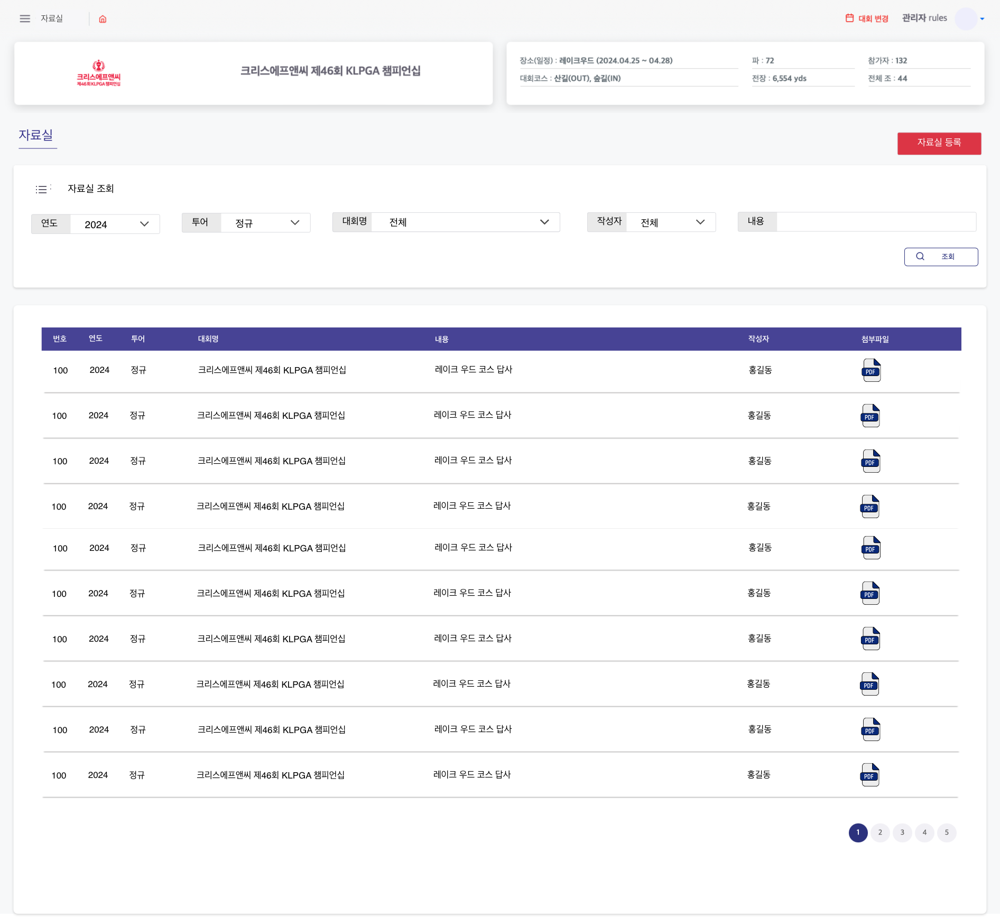 자료실
대회 변경 관리자 rules
크리스에프앤씨
제46회 KLPGA 챔피언십
크리스에프앤씨 제46회 KLPGA 챔피언십
장소(일정) : 레이크우드 (2024.04.25 ~ 04.28) 파 : 72 참가자 : 132
대회코스 : 산길(OUT), 숲길(IN) 전장 : 6,554 yds 전체 조 : 44
자료실
자료실 등록
자료실 조회
연도 2024 투어 정규 대회명 전체 작성자 전체 내용
조회
번호 연도 투어 대회명 내용 작성자 첨부파일
100 2024 정규 크리스에프앤씨 제46회 KLPGA 챔피언십 레이크 우드 코스 답사 홍길동 PDF
100 2024 정규 크리스에프앤씨 제46회 KLPGA 챔피언십 레이크 우드 코스 답사 홍길동 PDF
100 2024 정규 크리스에프앤씨 제46회 KLPGA 챔피언십 레이크 우드 코스 답사 홍길동 PDF
100 2024 정규 크리스에프앤씨 제46회 KLPGA 챔피언십 레이크 우드 코스 답사 홍길동 PDF
100 2024 정규 크리스에프앤씨 제46회 KLPGA 챔피언십 레이크 우드 코스 답사 홍길동 PDF
100 2024 정규 크리스에프앤씨 제46회 KLPGA 챔피언십 레이크 우드 코스 답사 홍길동 PDF
100 2024 정규 크리스에프앤씨 제46회 KLPGA 챔피언십 레이크 우드 코스 답사 홍길동 PDF
100 2024 정규 크리스에프앤씨 제46회 KLPGA 챔피언십 레이크 우드 코스 답사 홍길동 PDF
100 2024 정규 크리스에프앤씨 제46회 KLPGA 챔피언십 레이크 우드 코스 답사 홍길동 PDF
100 2024 정규 크리스에프앤씨 제46회 KLPGA 챔피언십 레이크 우드 코스 답사 홍길동 PDF
1 2 3 4 5